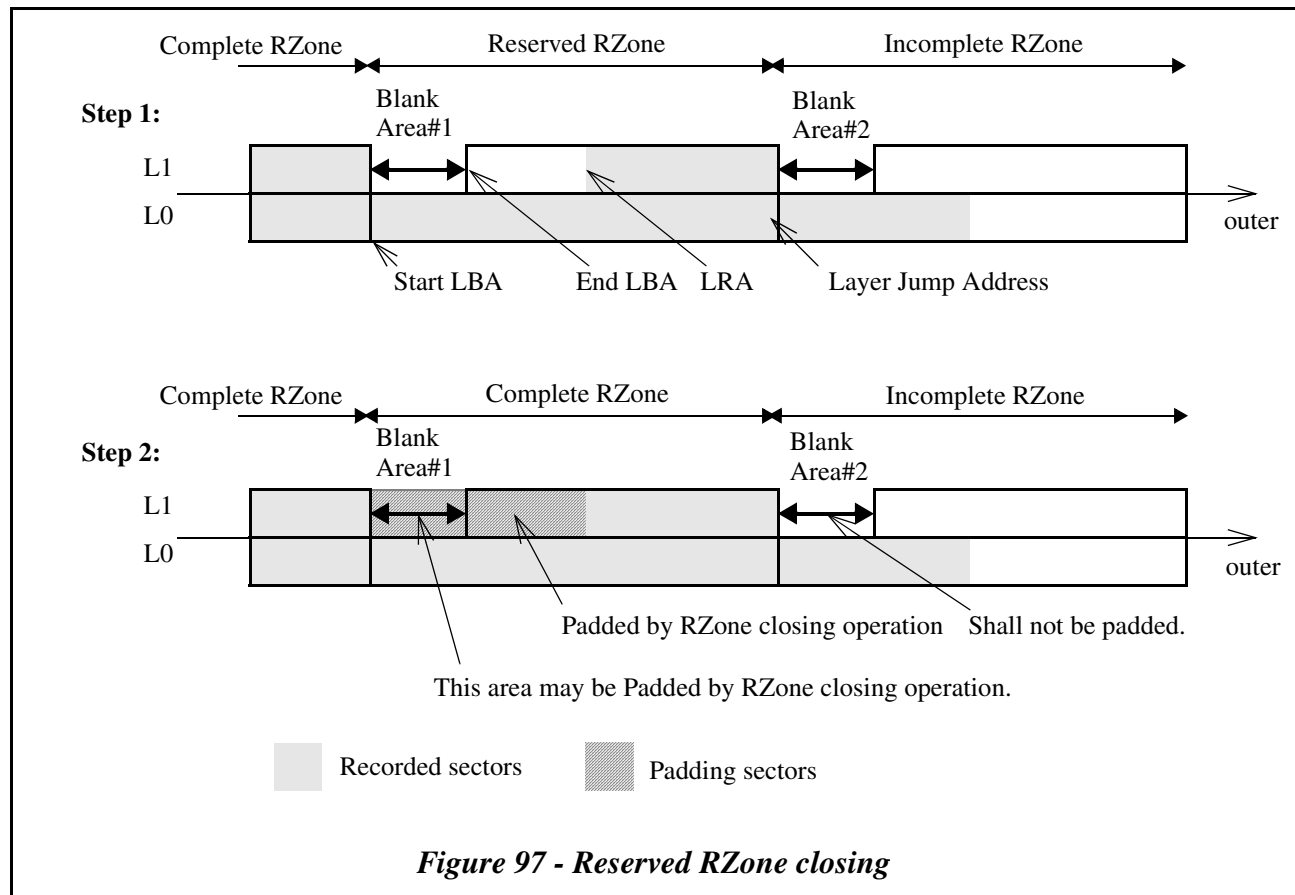 Complete RZone Reserved RZone Incomplete RZone
Step 1:
Blank
Area#1
Blank
Area#2
L1
L0
outer
Start LBA End LBA LRA Layer Jump Address
Complete RZone Complete RZone Incomplete RZone
Step 2:
Blank
Area#1
Blank
Area#2
L1
L0
outer
Padded by RZone closing operation Shall not be padded.
This area may be Padded by RZone closing operation.
Recorded sectors Padding sectors
Figure 97 - Reserved RZone closing